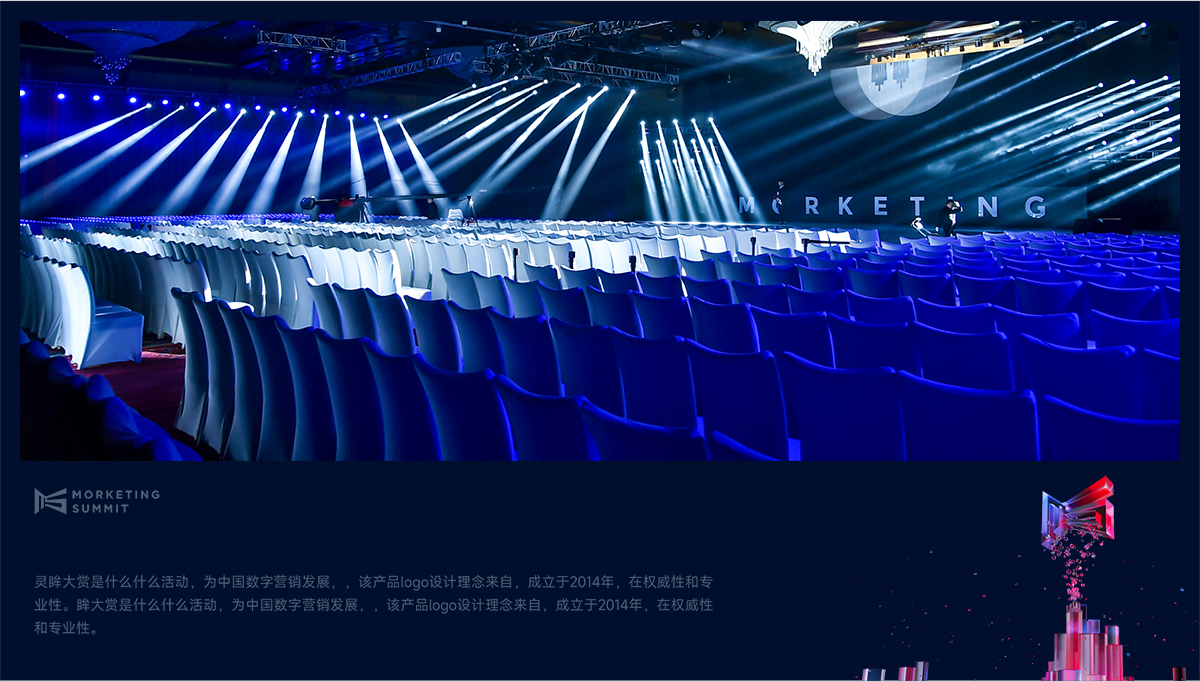 MORKETING
MORKETING
SUMMIT
灵眸大赏是什么什么活动，为中国数字营销发展，，该产品logo设计理念来自，成立于2014年，在权威性和专
业性。眸大赏是什么什么活动，为中国数字营销发展，，该产品logo设计理念来自，成立于2014年，在权威性
和专业性。